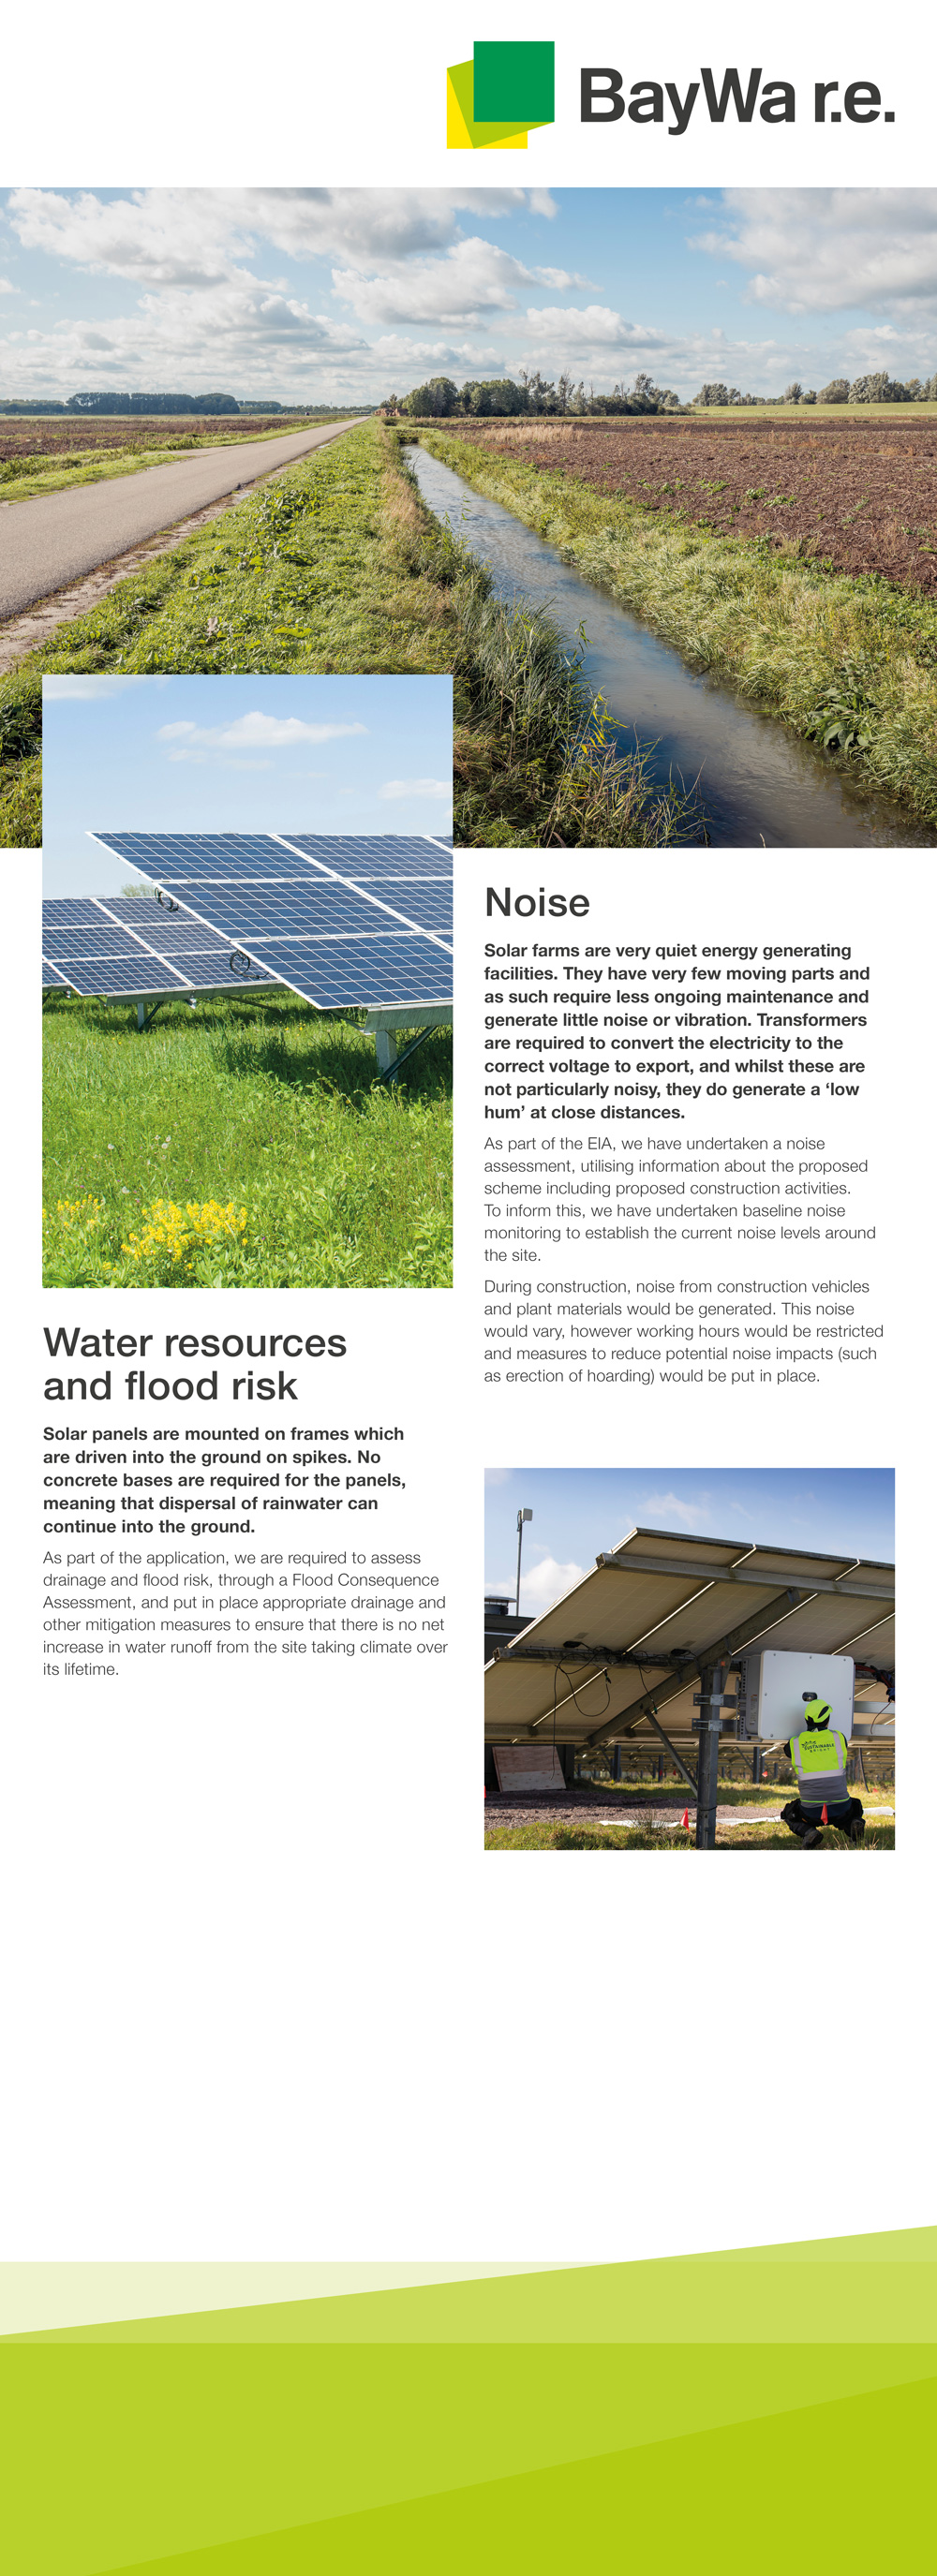 BayWa r.e.
Water resources
and flood risk
Solar panels are mounted on frames which
are driven into the ground on spikes. No
concrete bases are required for the panels,
meaning that dispersal of rainwater can
continue into the ground.
As part of the application, we are required to assess
drainage and flood risk, through a Flood Consequence
Assessment, and put in place appropriate drainage and
other mitigation measures to ensure that there is no net
increase in water runoff from the site taking climate over
its lifetime.
Noise
Solar farms are very quiet energy generating
facilities. They have very few moving parts and
as such require less ongoing maintenance and
generate little noise or vibration. Transformers
are required to convert the electricity to the
correct voltage to export, and whilst these are
not particularly noisy, they do generate a ‘low
hum’ at close distances.
As part of the EIA, we have undertaken a noise
assessment, utilising information about the proposed
scheme including proposed construction activities.
To inform this, we have undertaken baseline noise
monitoring to establish the current noise levels around
the site.
During construction, noise from construction vehicles
and plant materials would be generated. This noise
would vary, however working hours would be restricted
and measures to reduce potential noise impacts (such
as erection of hoarding) would be put in place.
SUSTAINABLE